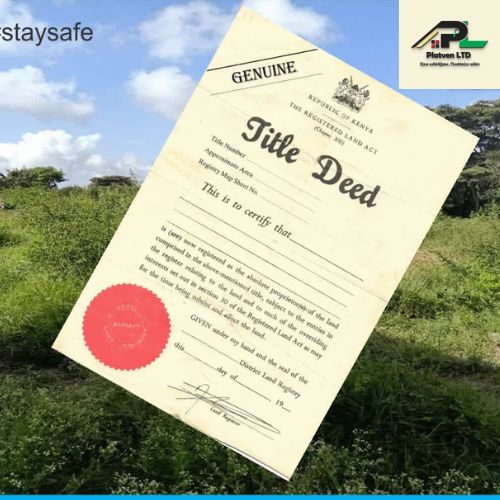 #staysafe
PL
Platven LTD
GENUINE
REPUBLIC OF KENYA
THE REGISTERED LAND ACT
(Chapter 300)
Title Deed
Title Number
Approximate Area
Registry Map Sheet No.
This is to certify that
is (are) now registered as the absolute proprietor(s) of the land
comprised in the above-mentioned title, subject to the entries in
the register relating to the land and to such of the overriding
interests set out in section 30 of the Registered Land Act as may
for the time being subsist and affect the land.
GIVEN under my hand and the seal of the
District Land Registry
this day of 19
Land Registrar
REPUBLIC